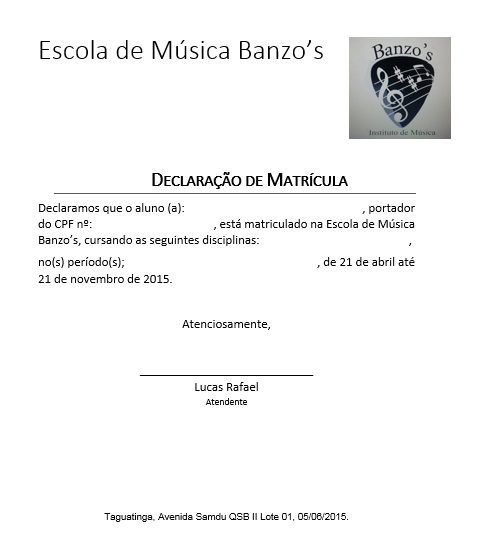 Escola de Música Banzo's
Banzo's
Instituto de Música
DECLARAÇÃO DE MATRÍCULA
Declaramos que o aluno (a): , portador
do CPF nº: , está matriculado na Escola de Música
Banzo's, cursando as seguintes disciplinas: ,
no(s) período(s); , de 21 de abril até
21 de novembro de 2015.
Atenciosamente,
Lucas Rafael
Atendente
Taguatinga, Avenida Samdu QSB II Lote 01, 05/06/2015.